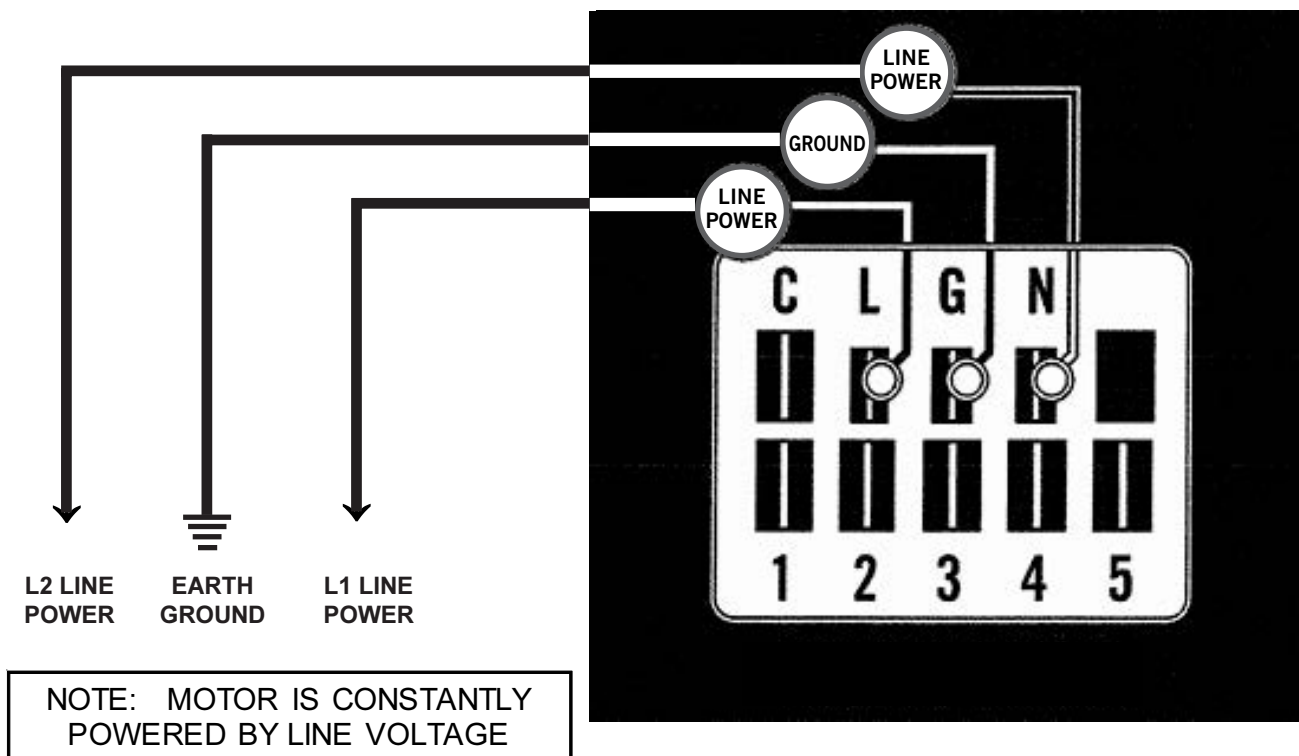 LINE
POWER
GROUND
LINE
POWER
C L G N
1 2 3 4 5
L2 LINE
POWER
EARTH
GROUND
L1 LINE
POWER
NOTE: MOTOR IS CONSTANTLY
POWERED BY LINE VOLTAGE